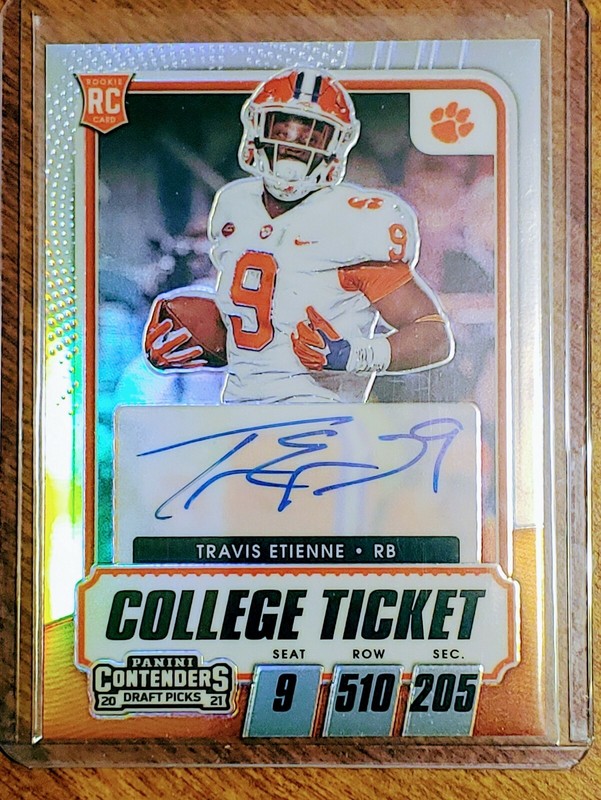 ROOKIE
RC
CARD
9
9
TRAVIS ETIENNE • RB
COLLEGE TICKET
SEAT ROW SEC.
9 510 205
PANINI
CONTENDERS
DRAFT PICKS
20 21